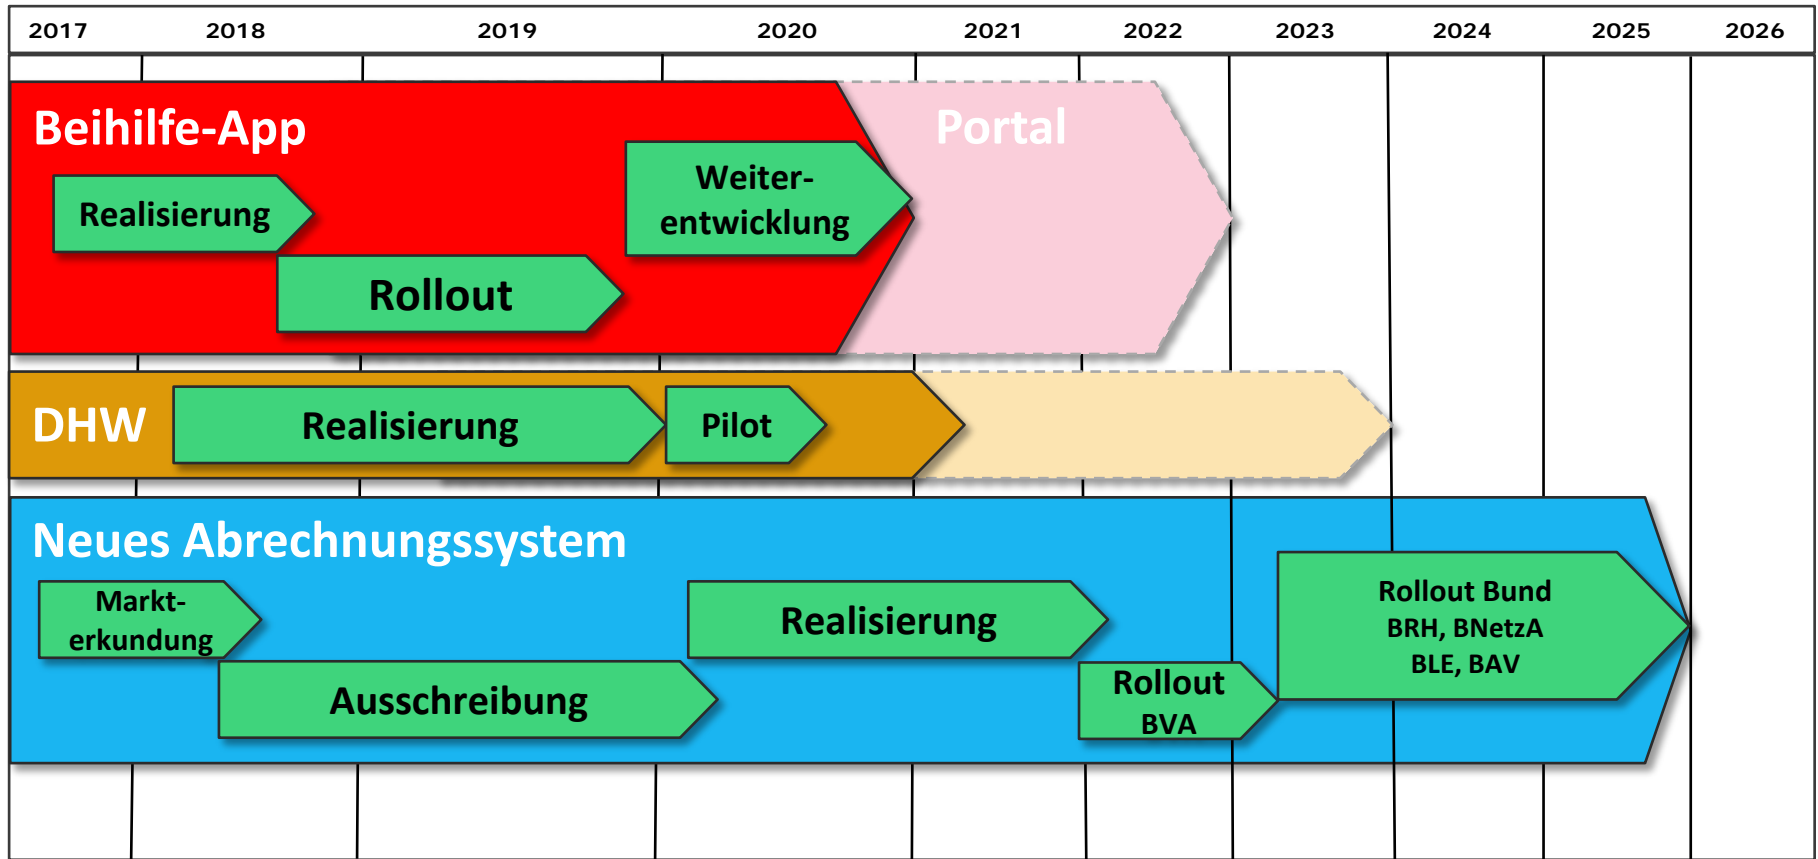 2017 2018 2019 2020 2021 2022 2023 2024 2025 2026
Beihilfe-App
Portal
Weiter-
entwicklung
Realisierung
Rollout
DHW
Realisierung
Pilot
Neues Abrechnungssystem
Markt-
erkundung
Realisierung
Rollout Bund
BRH, BNetzA
BLE, BAV
Ausschreibung
Rollout
BVA